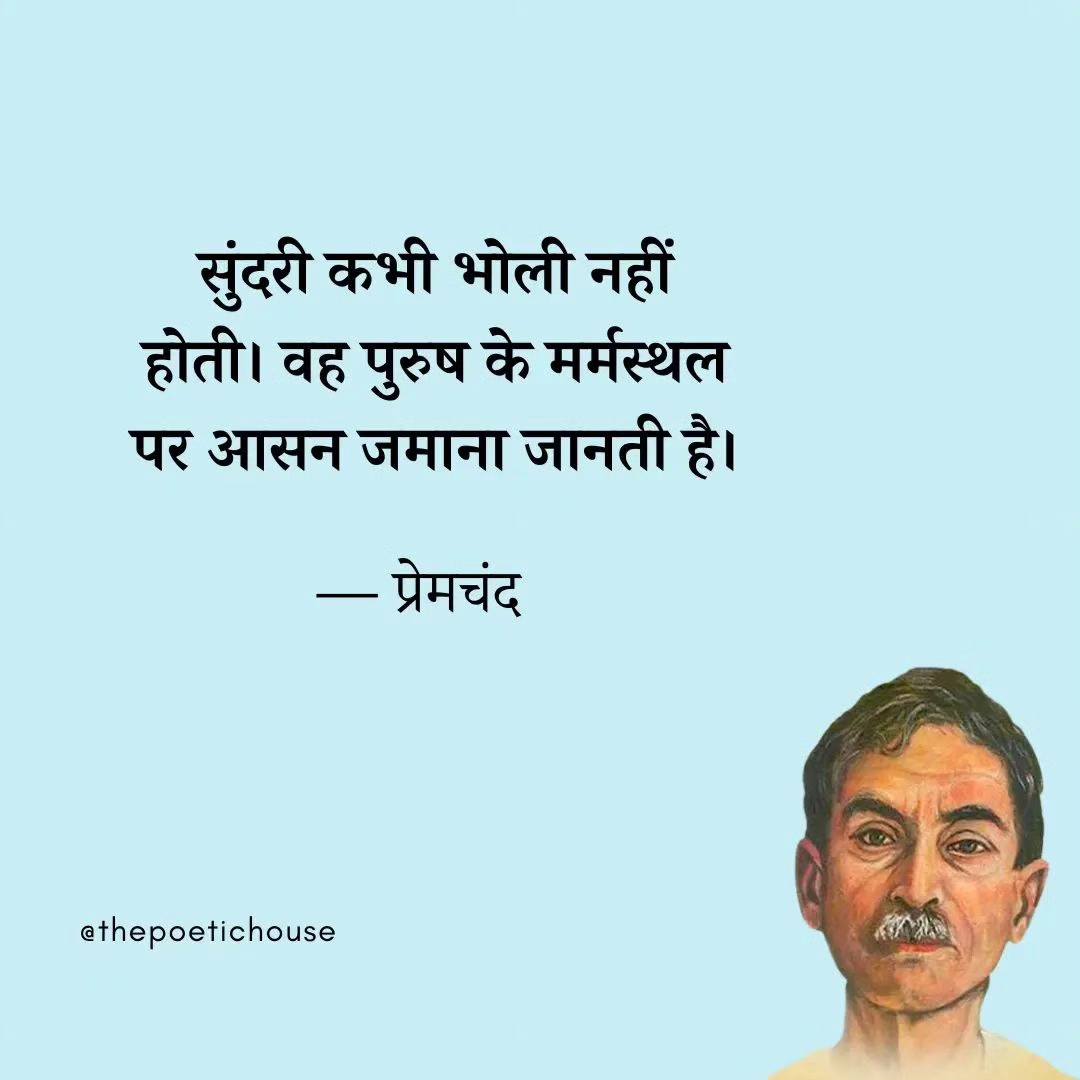 सुंदरी कभी भोली नहीं
होती। वह पुरुष के मर्मस्थल
पर आसन जमाना जानती है।
— प्रेमचंद
@thepoetichouse